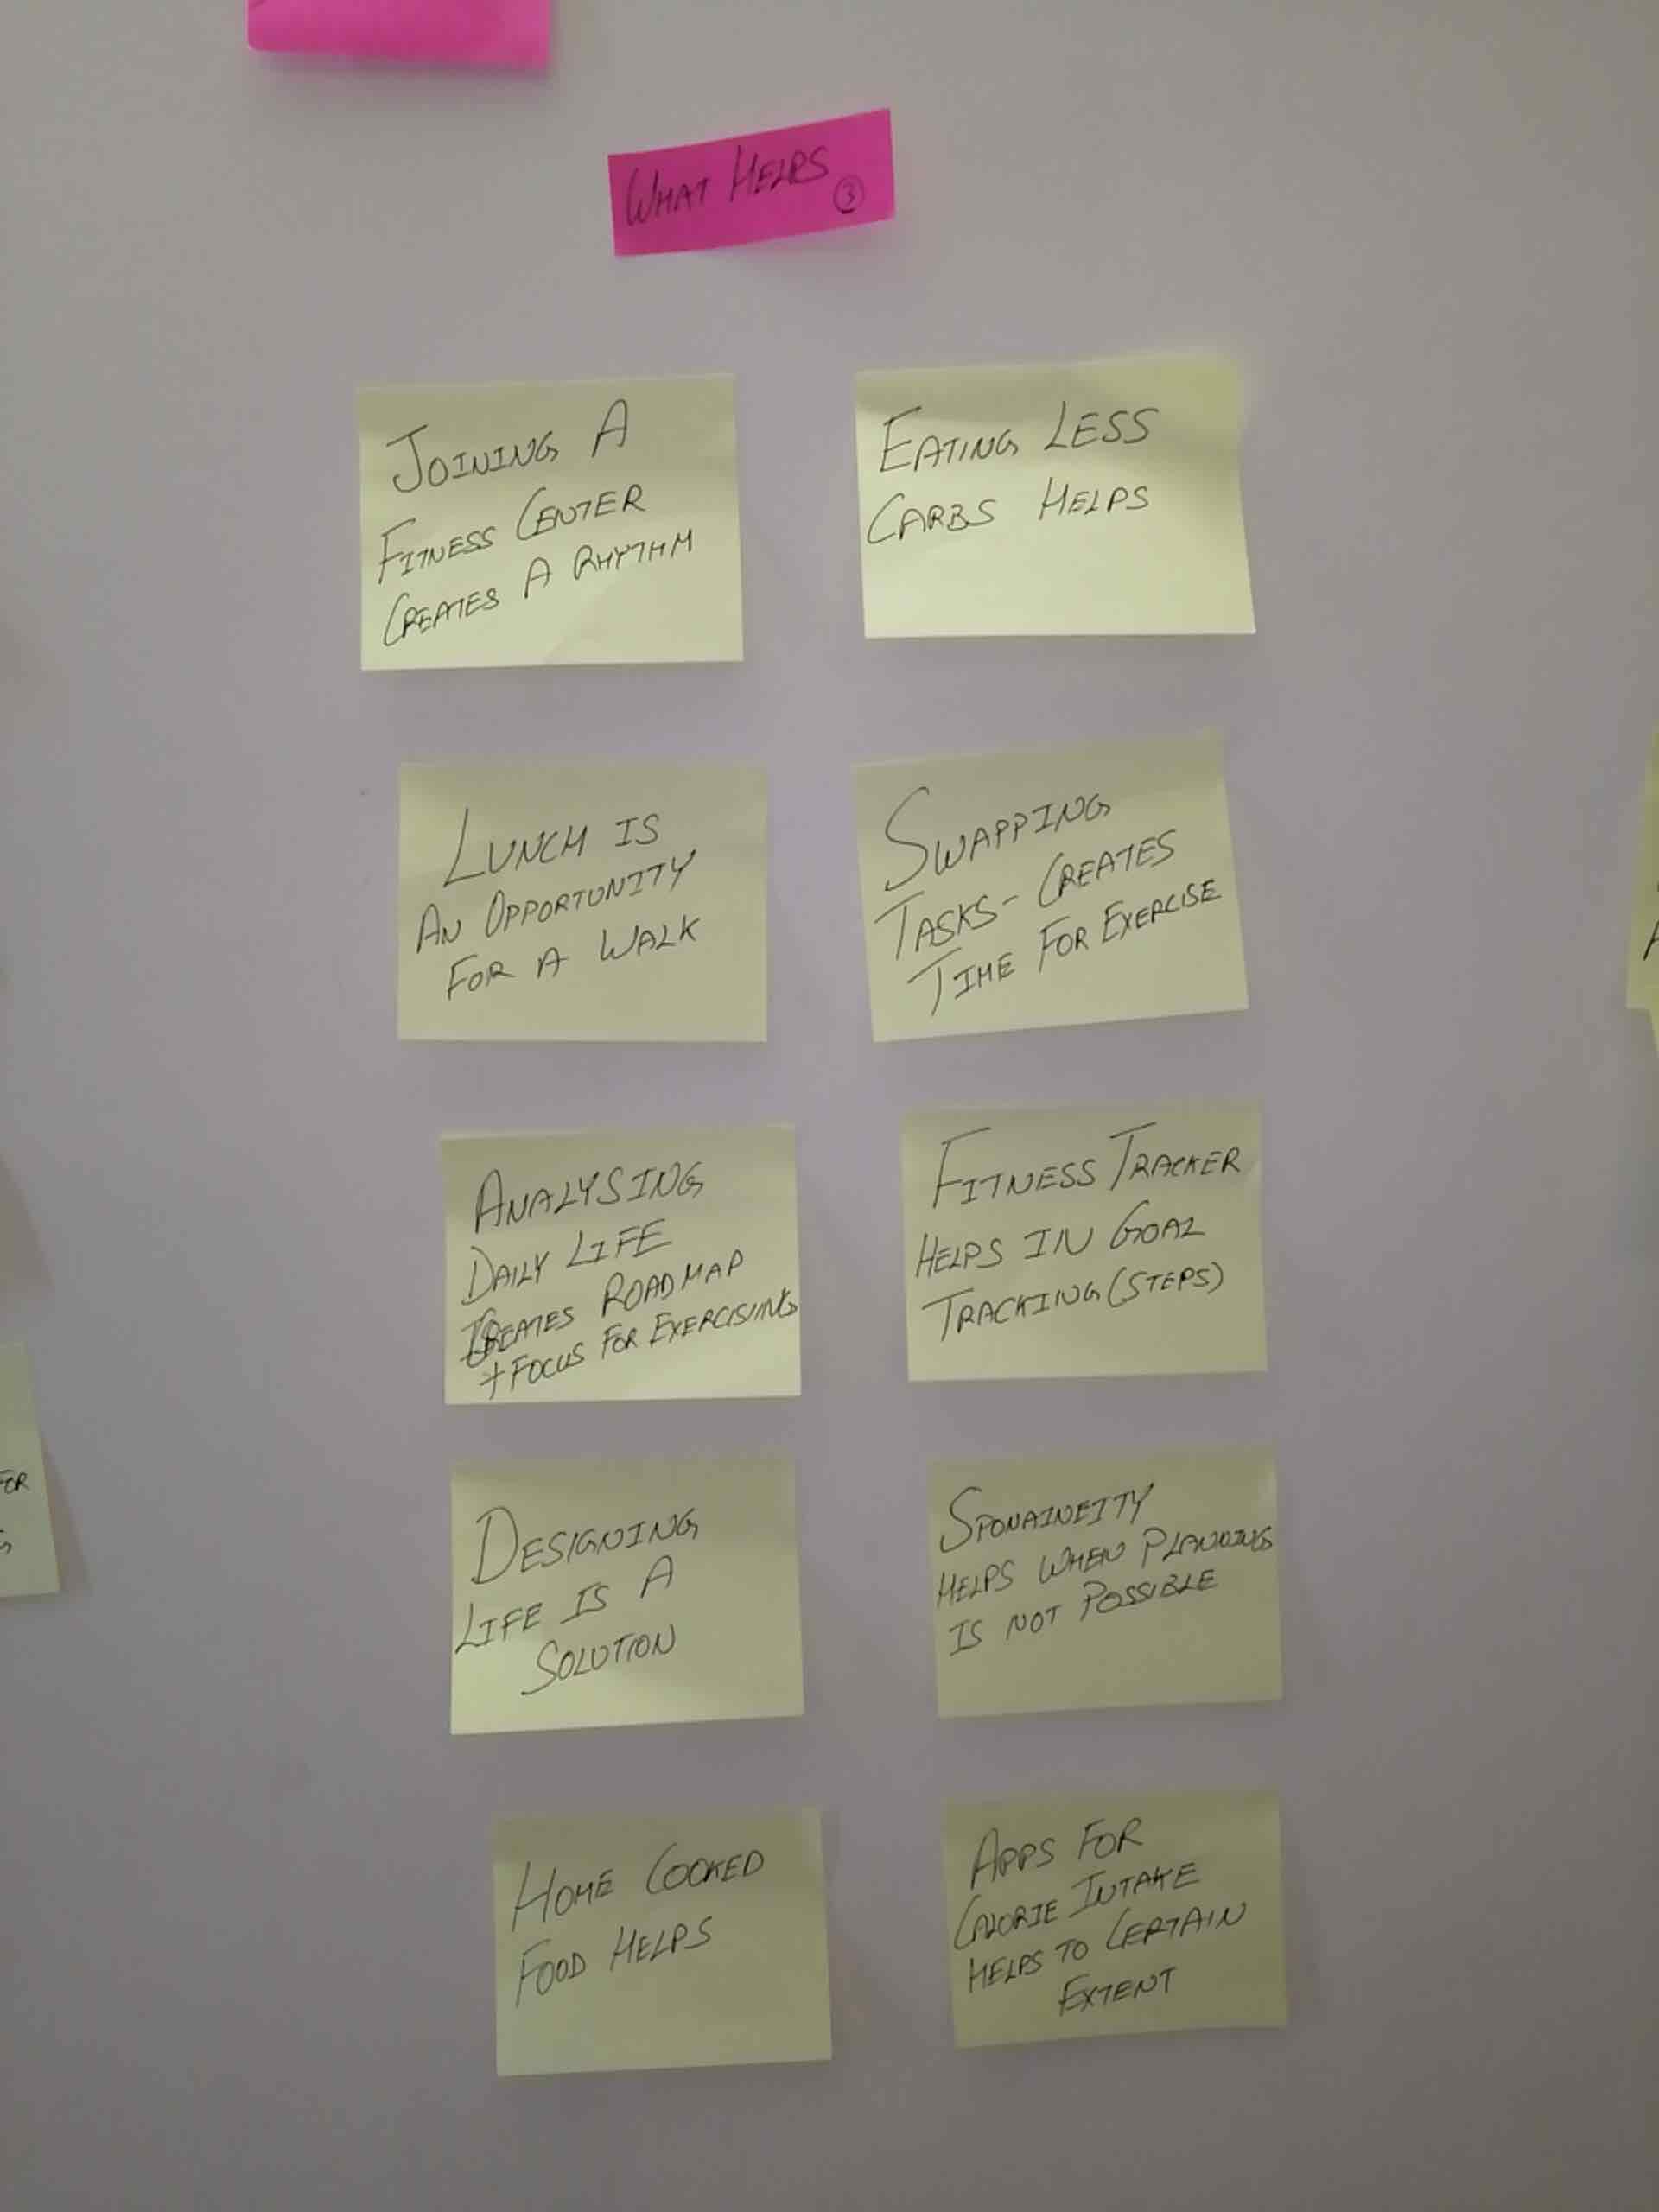 WHAT HELPS ③
JOINING A
FITNESS CENTER
CREATES A RHYTHM
EATING LESS
CARBS HELPS
LUNCH IS
AN OPPORTUNITY
FOR A WALK
SWAPPING
TASKS - CREATES
TIME FOR EXERCISE
ANALYSING
DAILY LIFE
CREATES ROADMAP
+ FOCUS FOR EXERCISING
FITNESS TRACKER
HELPS IN GOAL
TRACKING (STEPS)
DESIGNING
LIFE IS A
SOLUTION
SPONAINEITY
HELPS WHEN PLANNING
IS NOT POSSIBLE
HOME COOKED
FOOD HELPS
APPS FOR
CALORIE INTAKE
HELPS TO CERTAIN
EXTENT
FOR